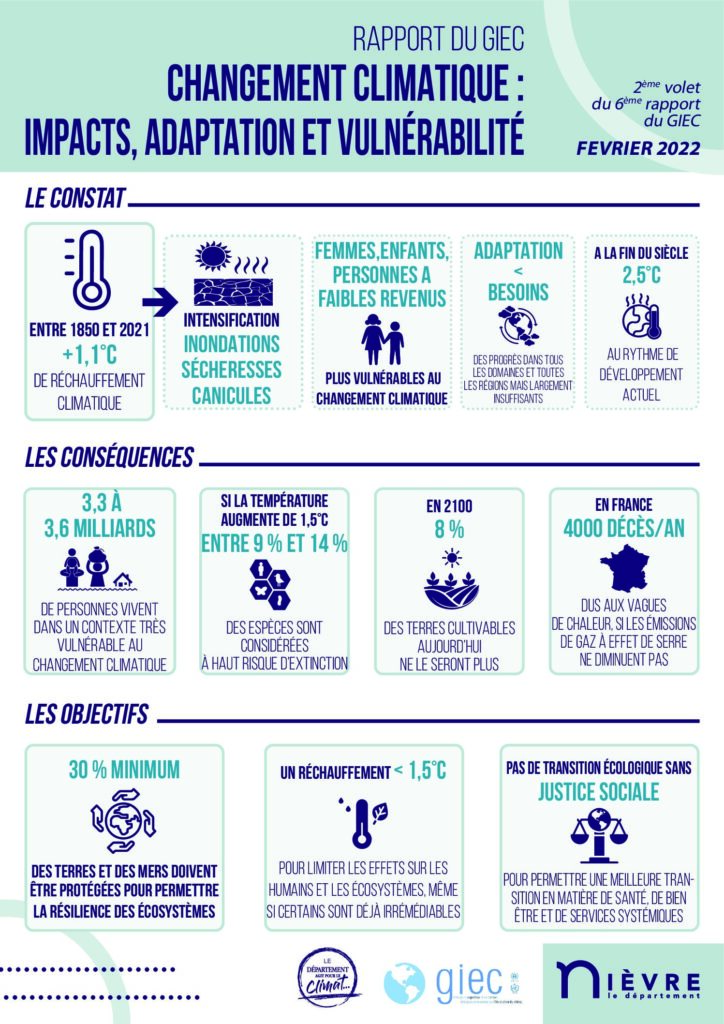 RAPPORT DU GIEC
CHANGEMENT CLIMATIQUE :
IMPACTS, ADAPTATION ET VULNÉRABILITÉ
2ème volet
du 6ème rapport
du GIEC
FEVRIER 2022
LE CONSTAT
ENTRE 1850 ET 2021
+1,1°C
DE RÉCHAUFFEMENT
CLIMATIQUE
INTENSIFICATION
INONDATIONS
SÉCHERESSES
CANICULES
FEMMES,ENFANTS,
PERSONNES A
FAIBLES REVENUS
PLUS VULNÉRABLES AU
CHANGEMENT CLIMATIQUE
ADAPTATION
<
BESOINS
DES PROGRÈS DANS TOUS
LES DOMAINES ET TOUTES
LES RÉGIONS MAIS LARGEMENT
INSUFFISANTS
A LA FIN DU SIÈCLE
2,5°C
AU RYTHME DE
DÉVELOPPEMENT
ACTUEL
LES CONSÉQUENCES
3,3 À
3,6 MILLIARDS
DE PERSONNES VIVENT
DANS UN CONTEXTE TRÈS
VULNÉRABLE AU
CHANGEMENT CLIMATIQUE
SI LA TEMPÉRATURE
AUGMENTE DE 1,5°C
ENTRE 9 % ET 14 %
DES ESPÈCES SONT
CONSIDÉRÉES
À HAUT RISQUE D'EXTINCTION
EN 2100
8 %
DES TERRES CULTIVABLES
AUJOURD'HUI
NE LE SERONT PLUS
EN FRANCE
4000 DÉCÈS/AN
DUS AUX VAGUES
DE CHALEUR, SI LES ÉMISSIONS
DE GAZ À EFFET DE SERRE
NE DIMINUENT PAS
LES OBJECTIFS
30 % MINIMUM
DES TERRES ET DES MERS DOIVENT
ÊTRE PROTÉGÉES POUR PERMETTRE
LA RÉSILIENCE DES ÉCOSYSTÈMES
UN RÉCHAUFFEMENT < 1,5°C
POUR LIMITER LES EFFETS SUR LES
HUMAINS ET LES ÉCOSYSTÈMES, MÊME
SI CERTAINS SONT DÉJÀ IRRÉMÉDIABLES
PAS DE TRANSITION ÉCOLOGIQUE SANS
JUSTICE SOCIALE
POUR PERMETTRE UNE MEILLEURE TRAN-
SITION EN MATIÈRE DE SANTÉ, DE BIEN
ÊTRE ET DE SERVICES SYSTÉMIQUES
LE
DÉPARTEMENT
AGIT POUR LE
Climat...
giec
NIÈVRE
le département